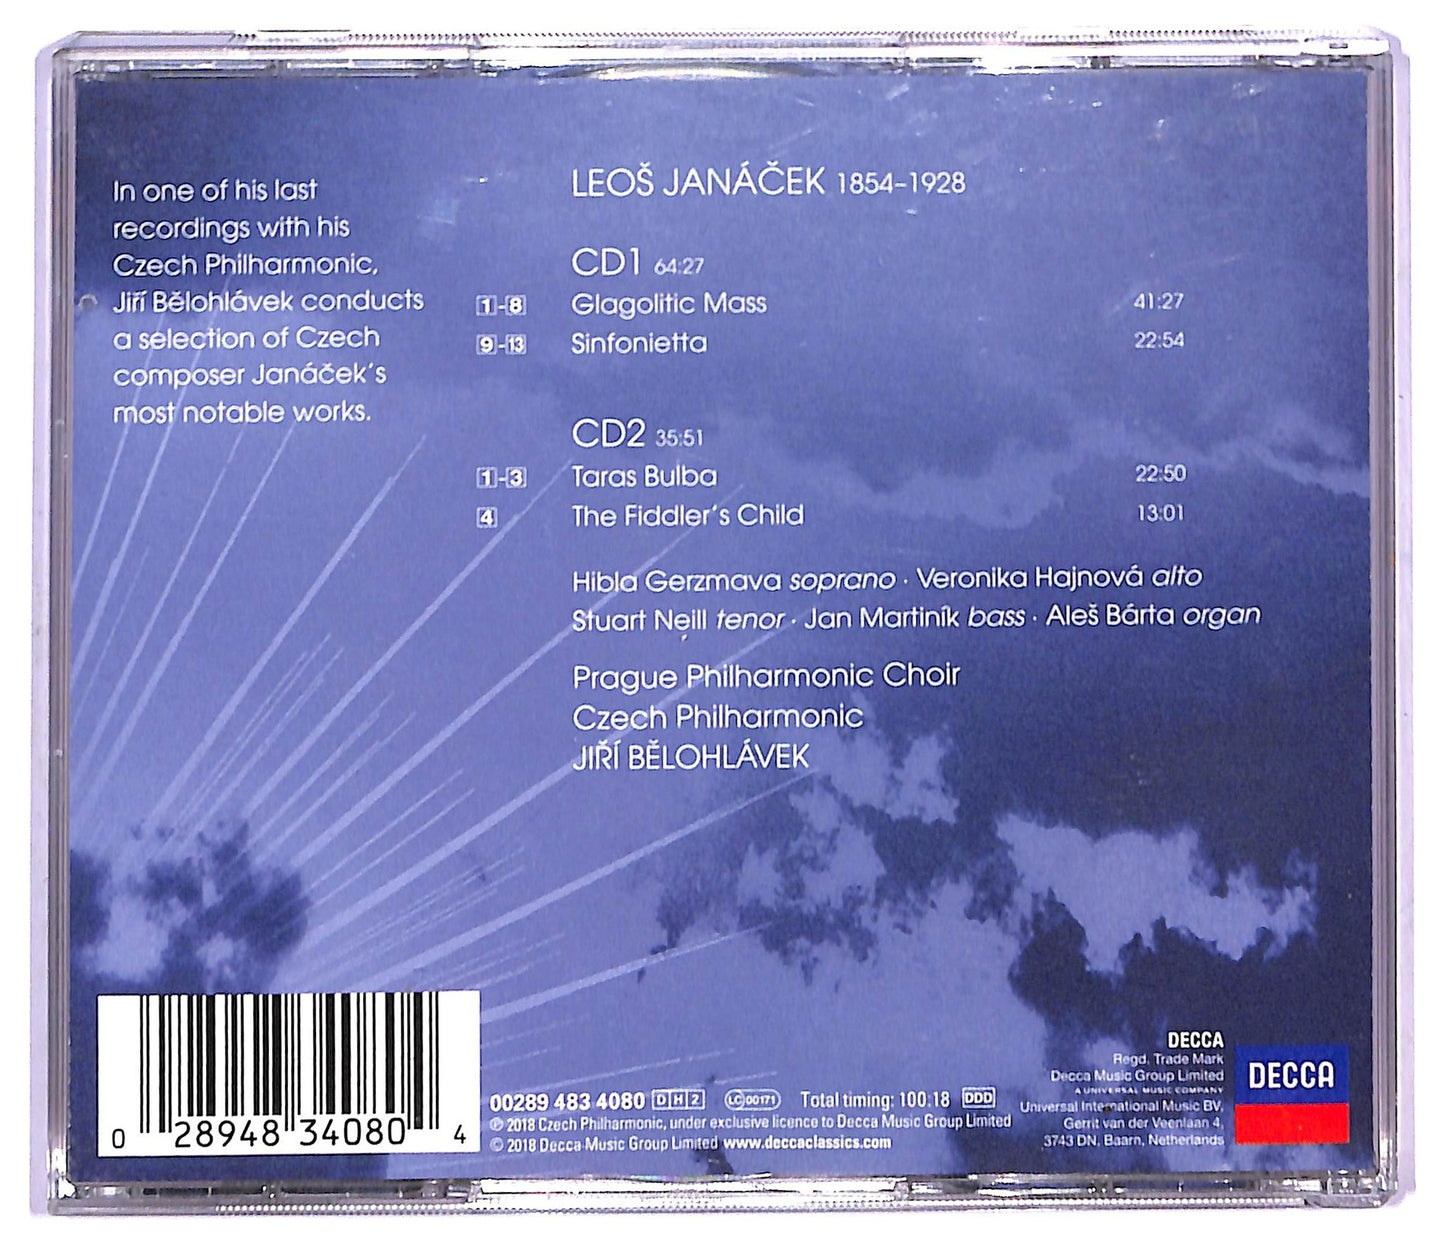 In one of his last
recordings with his
Czech Philharmonic,
Jiří Bělohlávek conducts
a selection of Czech
composer Janáček's
most notable works.
LEOŠ JANÁČEK 1854–1928
CD1 64:27
1-8 Glagolitic Mass 41:27
9-13 Sinfonietta 22:54
CD2 35:51
1-3 Taras Bulba 22:50
4 The Fiddler's Child 13:01
Hibla Gerzmava soprano · Veronika Hajnová alto
Stuart Neill tenor · Jan Martiník bass · Aleš Bárta organ
Prague Philharmonic Choir
Czech Philharmonic
JIŘÍ BĚLOHLÁVEK
0 28948 34080 4
00289 483 4080 DH2 LC 00171 Total timing: 100:18 DDD
℗ 2018 Czech Philharmonic, under exclusive licence to Decca Music Group Limited
© 2018 Decca Music Group Limited www.deccaclassics.com
DECCA
Regd. Trade Mark
Decca Music Group Limited
A UNIVERSAL MUSIC COMPANY
Universal International Music BV,
Gerrit van der Veenlaan 4,
3743 DN, Baarn, Netherlands
DECCA